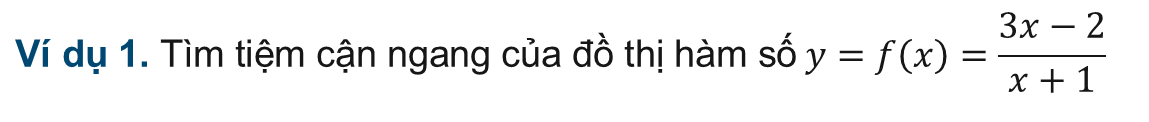 Ví dụ 1. Tìm tiệm cận ngang của đồ thị hàm số y = f(x) = (3x − 2)/(x + 1)